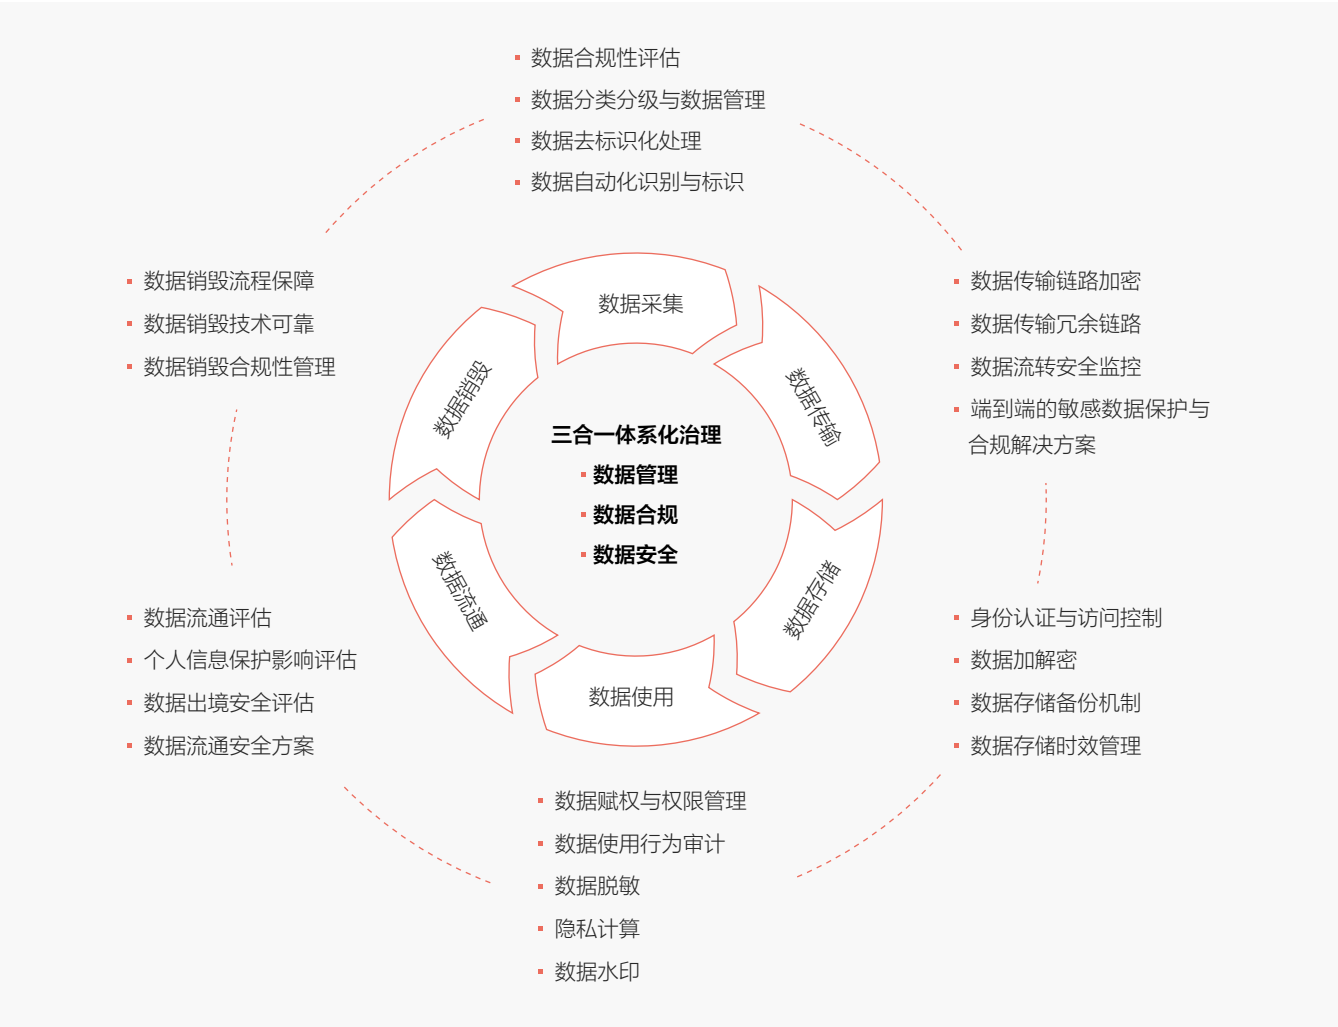 数据合规性评估
数据分类分级与数据管理
数据去标识化处理
数据自动化识别与标识
数据销毁流程保障
数据销毁技术可靠
数据销毁合规性管理
数据传输链路加密
数据传输冗余链路
数据流转安全监控
端到端的敏感数据保护与
合规解决方案
数据采集
数据传输
数据存储
数据使用
数据流通
数据销毁
三合一体系化治理
数据管理
数据合规
数据安全
数据流通评估
个人信息保护影响评估
数据出境安全评估
数据流通安全方案
身份认证与访问控制
数据加解密
数据存储备份机制
数据存储时效管理
数据赋权与权限管理
数据使用行为审计
数据脱敏
隐私计算
数据水印